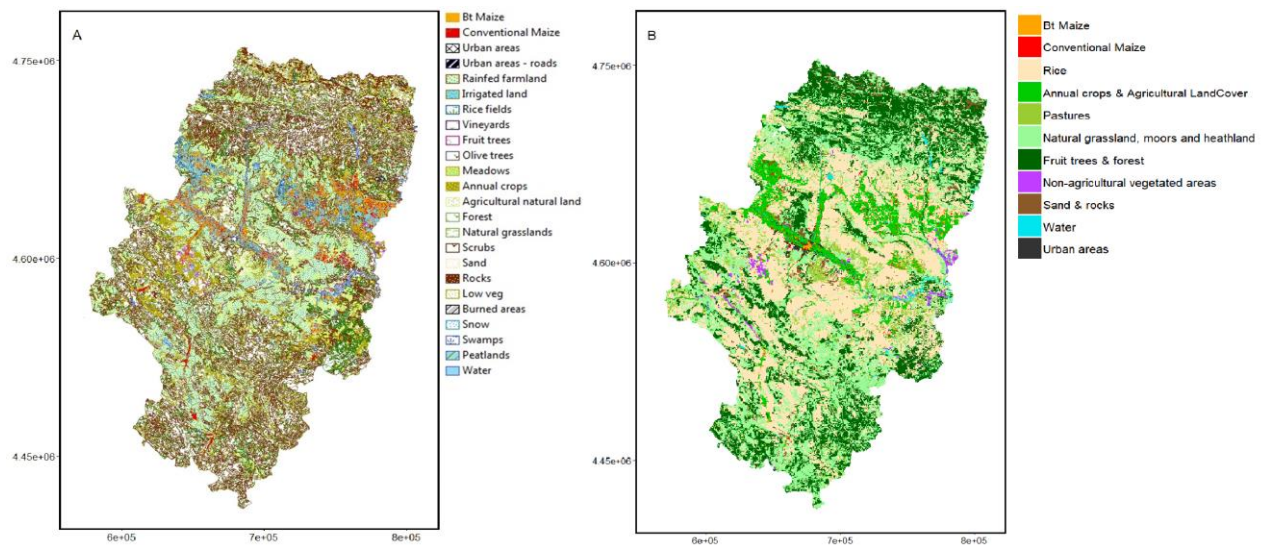 A
4.75e+06
4.60e+06
4.45e+06
6e+05
7e+05
8e+05
Bt Maize
Conventional Maize
Urban areas
Urban areas - roads
Rainfed farmland
Irrigated land
Rice fields
Vineyards
Fruit trees
Olive trees
Meadows
Annual crops
Agricultural natural land
Forest
Natural grasslands
Scrubs
Sand
Rocks
Low veg
Burned areas
Snow
Swamps
Peatlands
Water
B
4.75e+06
4.60e+06
4.45e+06
6e+05
7e+05
8e+05
Bt Maize
Conventional Maize
Rice
Annual crops & Agricultural LandCover
Pastures
Natural grassland, moors and heathland
Fruit trees & forest
Non-agricultural vegetated areas
Sand & rocks
Water
Urban areas